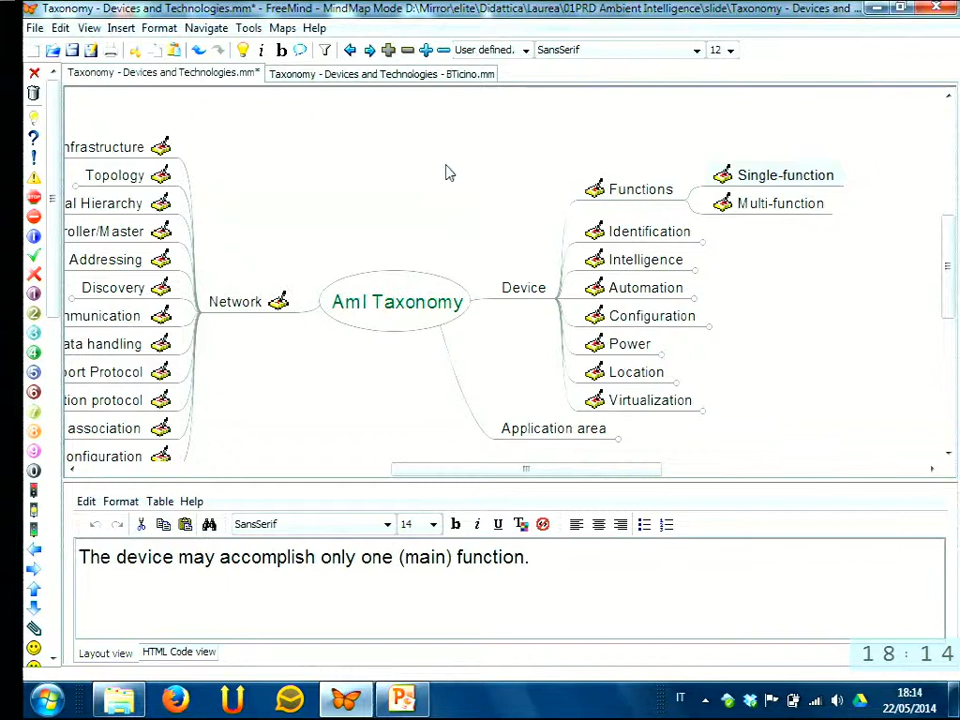 Taxonomy - Devices and Technologies.mm* - FreeMind - MindMap Mode D:\Mirror\elite\Didattica\Laurea\01PRD Ambient Intelligence\slide\Taxonomy - Devices and Technologies.mm* - ...
File Edit View Insert Format Navigate Tools Maps Help
User defined. SansSerif 12
Taxonomy - Devices and Technologies.mm* Taxonomy - Devices and Technologies - BTicino.mm
nfrastructure
Topology
al Hierarchy
roller/Master
Addressing
Discovery
mmunication
ata handling
port Protocol
ion protocol
association
onfiguration
Network
AmI Taxonomy
Device
Functions
Single-function
Multi-function
Identification
Intelligence
Automation
Configuration
Power
Location
Virtualization
Application area
Edit Format Table Help
SansSerif 14
The device may accomplish only one (main) function.
Layout view HTML Code view
18:14
IT
18:14
22/05/2014